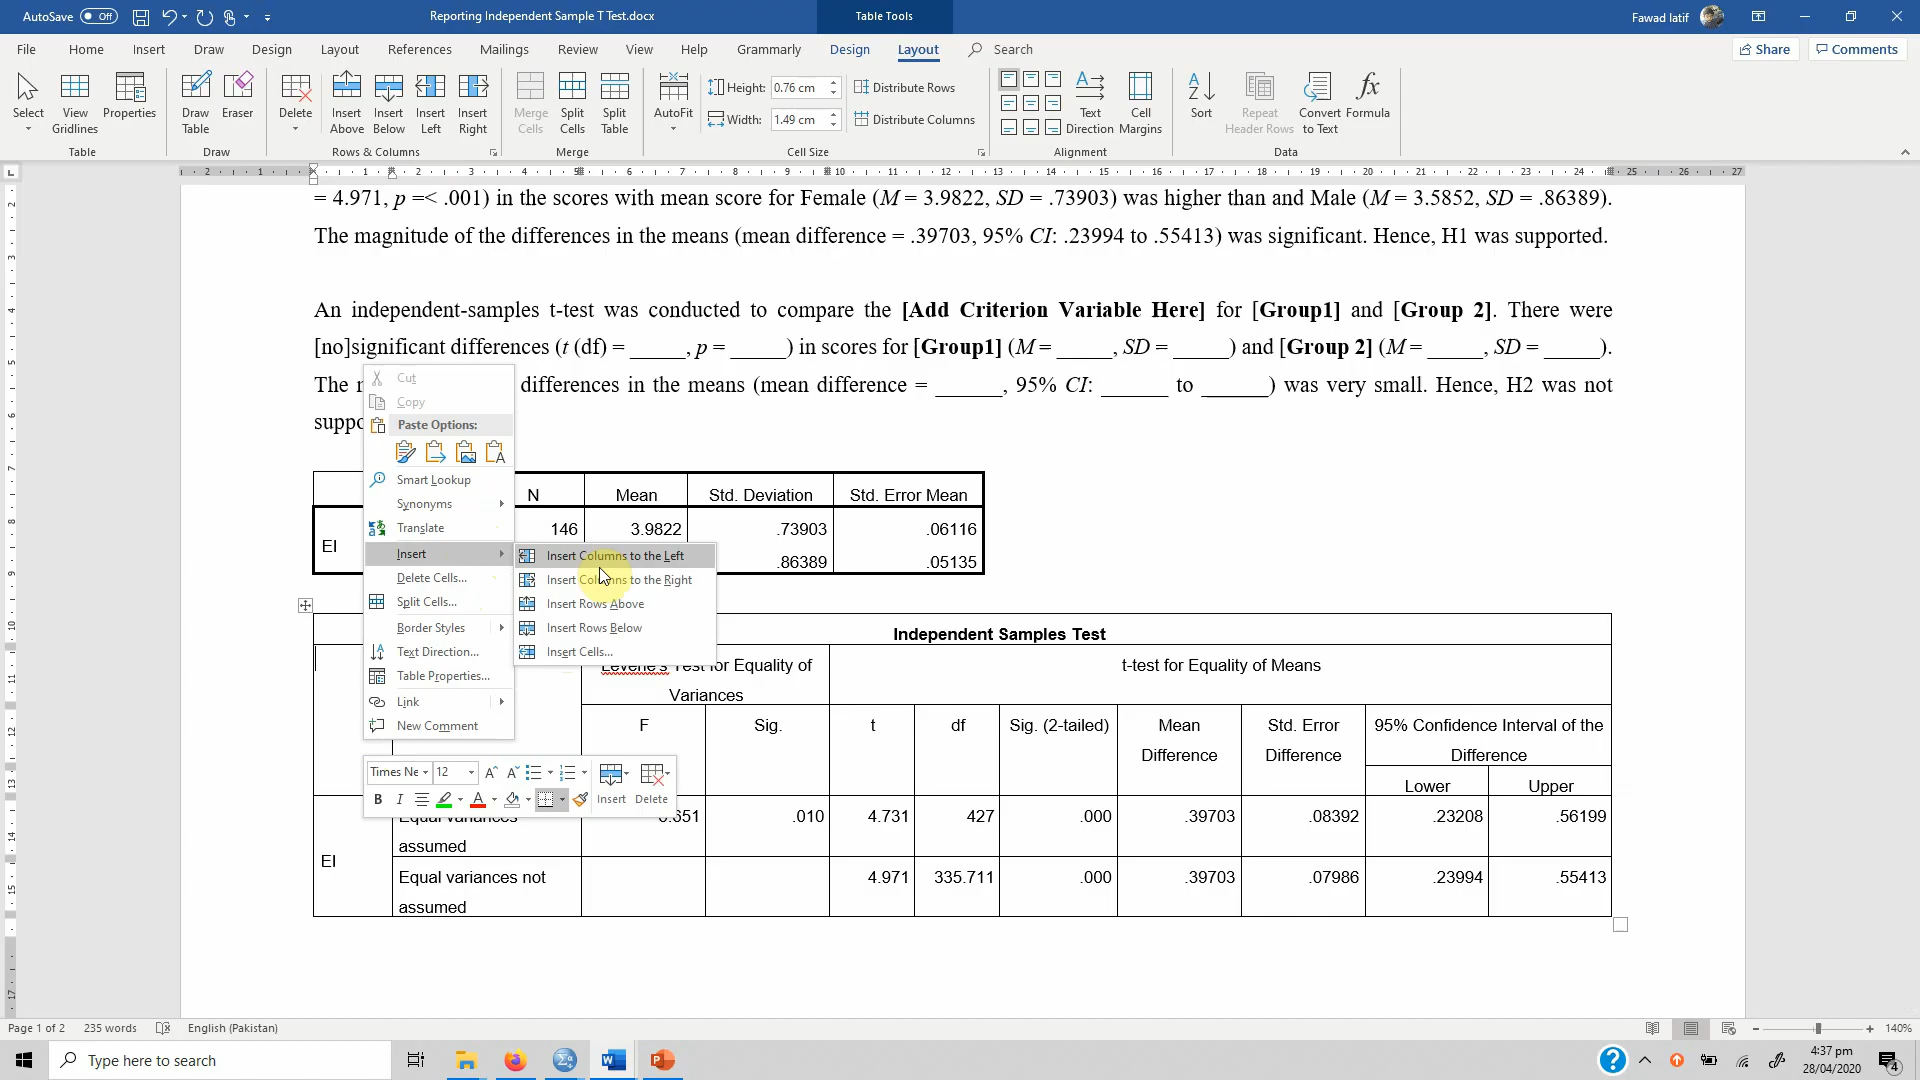 AutoSave Off Reporting Independent Sample T Test.docx Table Tools Fawad latif
File Home Insert Draw Design Layout References Mailings Review View Help Grammarly Design Layout Search Share Comments
Select View Gridlines Properties Draw Table Eraser Delete Insert Above Insert Below Insert Left Insert Right Merge Cells Split Cells Split Table AutoFit Height: 0.76 cm Distribute Rows Text Direction Cell Margins Sort Repeat Header Rows Convert to Text Formula
Width: 1.49 cm Distribute Columns
Table Draw Rows & Columns Merge Cell Size Alignment Data
= 4.971, p =< .001) in the scores with mean score for Female (M = 3.9822, SD = .73903) was higher than and Male (M = 3.5852, SD = .86389).
The magnitude of the differences in the means (mean difference = .39703, 95% CI: .23994 to .55413) was significant. Hence, H1 was supported.
An independent-samples t-test was conducted to compare the [Add Criterion Variable Here] for [Group1] and [Group 2]. There were
[no]significant differences (t (df) = _____, p = _____) in scores for [Group1] (M = _____, SD = _____) and [Group 2] (M = _____, SD = _____).
The differences in the means (mean difference = ______, 95% CI: ______ to ______) was very small. Hence, H2 was not
Cut
Copy
Paste Options:
Smart Lookup
Synonyms
Translate
Insert
Delete Cells...
Split Cells...
Border Styles
Text Direction...
Table Properties...
Link
New Comment
Insert Columns to the Left
Insert Columns to the Right
Insert Rows Above
Insert Rows Below
Insert Cells...
N Mean Std. Deviation Std. Error Mean
EI 146 3.9822 .73903 .06116
.86389 .05135
Independent Samples Test
Levene's Test for Equality of Variances
t-test for Equality of Means
F Sig. t df Sig. (2-tailed) Mean Difference Std. Error Difference 95% Confidence Interval of the Difference
Lower Upper
Times Ne 12
B I Insert Delete
EI
Equal variances assumed .010 4.731 427 .000 .39703 .08392 .23208 .56199
Equal variances not assumed 4.971 335.711 .000 .39703 .07986 .23994 .55413
Page 1 of 2 235 words English (Pakistan) 140%
Type here to search
4:37 pm
28/04/2020
4